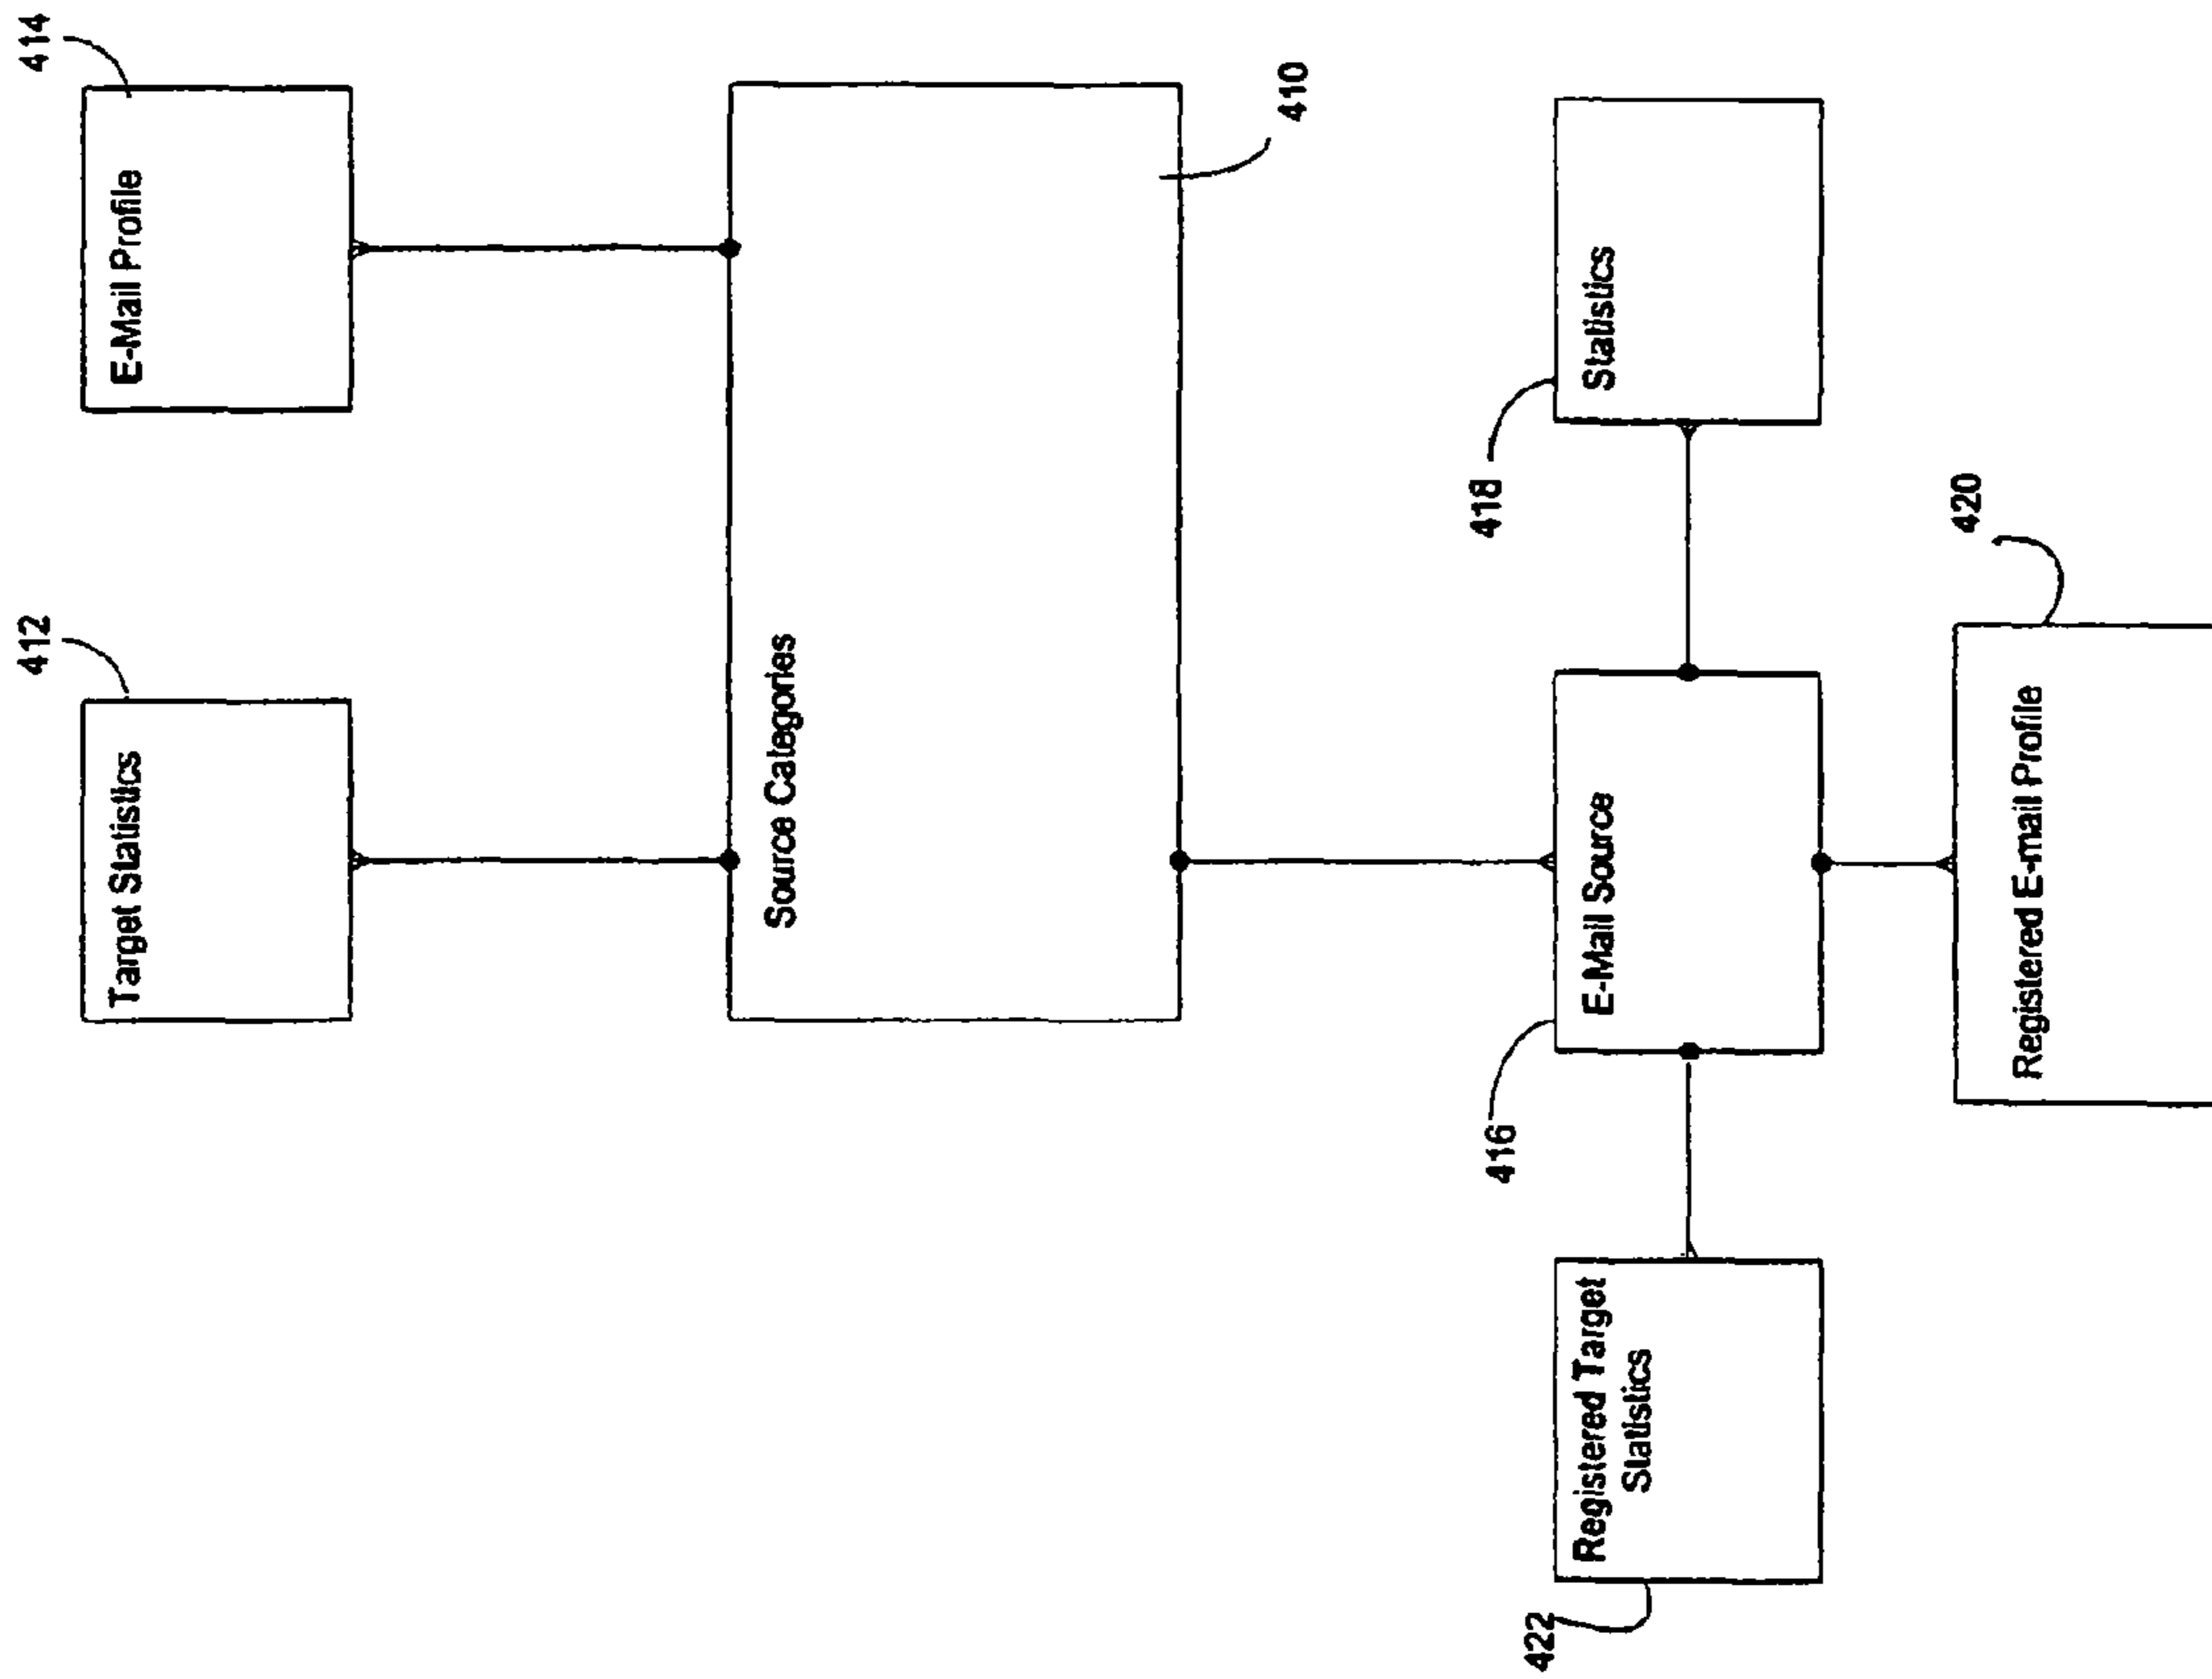 412
414
Target Statistics
E-Mail Profile
Source Categories
410
416
418
422
Registered Target
Statistics
E-Mail Source
Statistics
420
Registered E-mail Profile